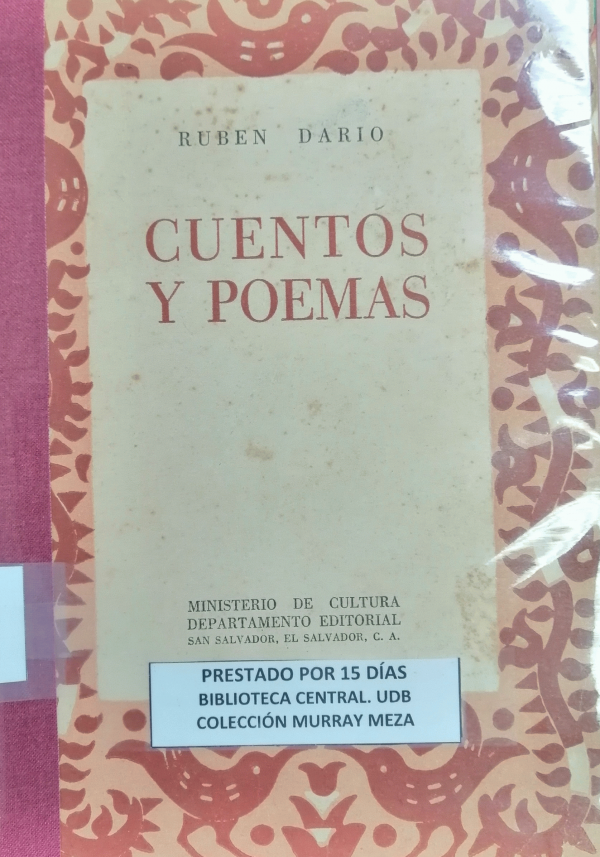 RUBEN DARIO
CUENTOS
Y POEMAS
MINISTERIO DE CULTURA
DEPARTAMENTO EDITORIAL
SAN SALVADOR, EL SALVADOR, C. A.
PRESTADO POR 15 DÍAS
BIBLIOTECA CENTRAL. UDB
COLECCIÓN MURRAY MEZA